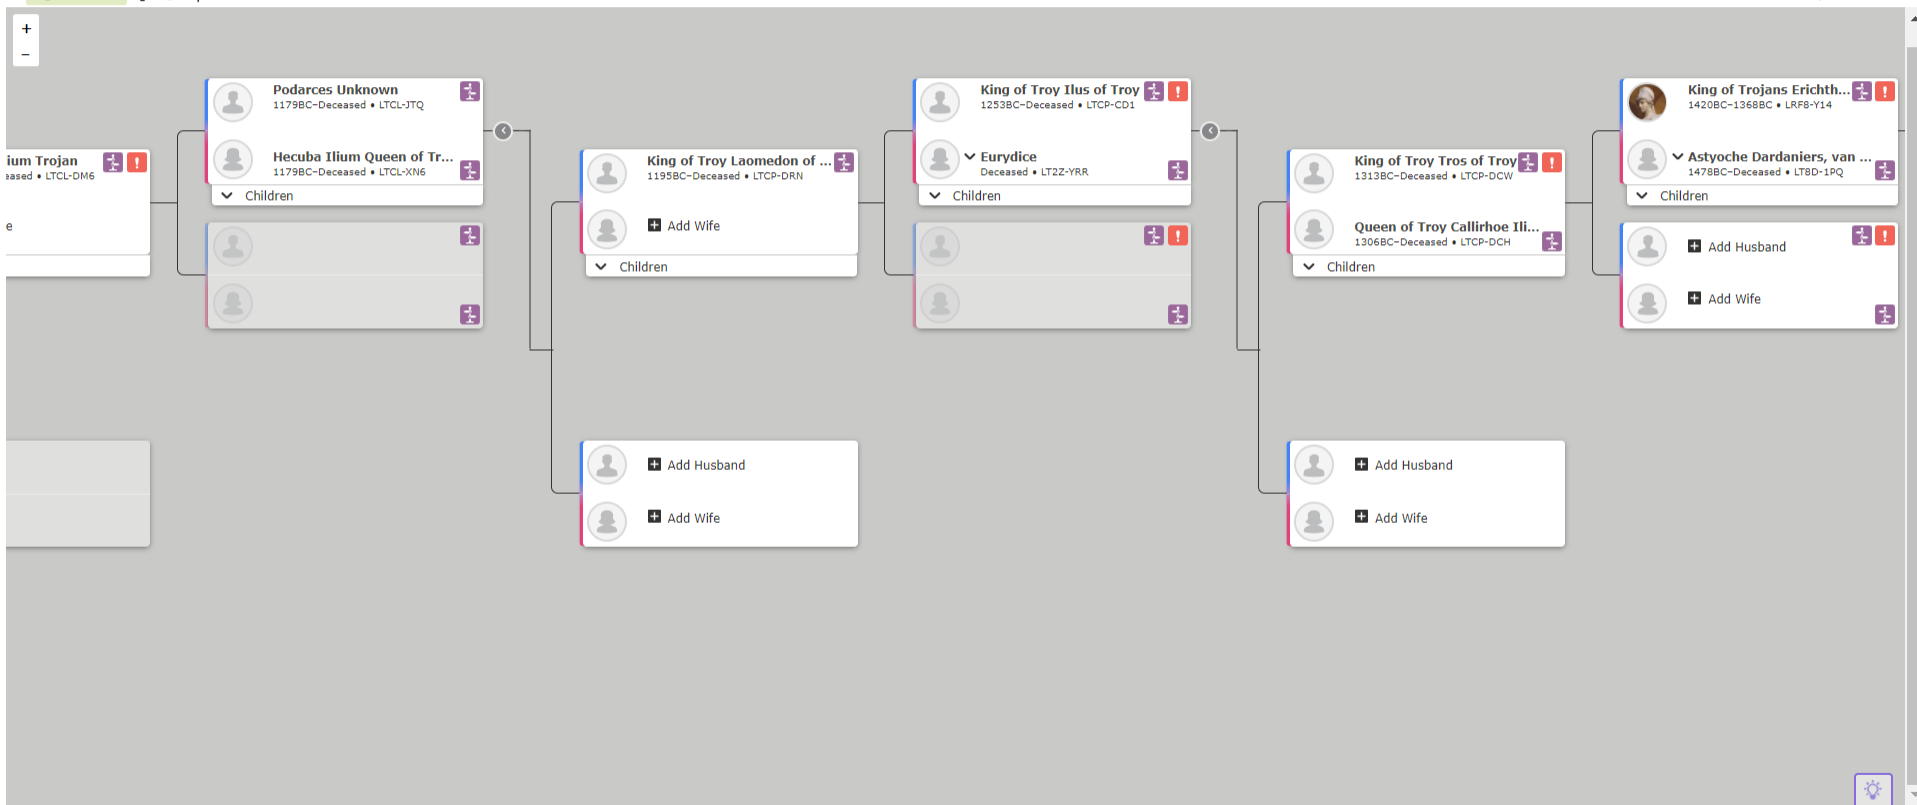 +
−
Podarces Unknown
1179BC–Deceased • LTCL-JTQ
Hecuba Ilium Queen of Tr...
1179BC–Deceased • LTCL-XN6
Children
ium Trojan
eased • LTCL-DM6
e
King of Troy Laomedon of ...
1195BC–Deceased • LTCP-DRN
Add Wife
Children
Add Husband
Add Wife
King of Troy Ilus of Troy
1253BC–Deceased • LTCP-CD1
Eurydice
Deceased • LT2Z-YRR
Children
King of Troy Tros of Troy
1313BC–Deceased • LTCP-DCW
Queen of Troy Callirhoe Ili...
1306BC–Deceased • LTCP-DCH
Children
Add Husband
Add Wife
King of Trojans Erichth...
1420BC–1368BC • LRF8-Y14
Astyoche Dardaniers, van ...
1478BC–Deceased • LT8D-1PQ
Children
Add Husband
Add Wife